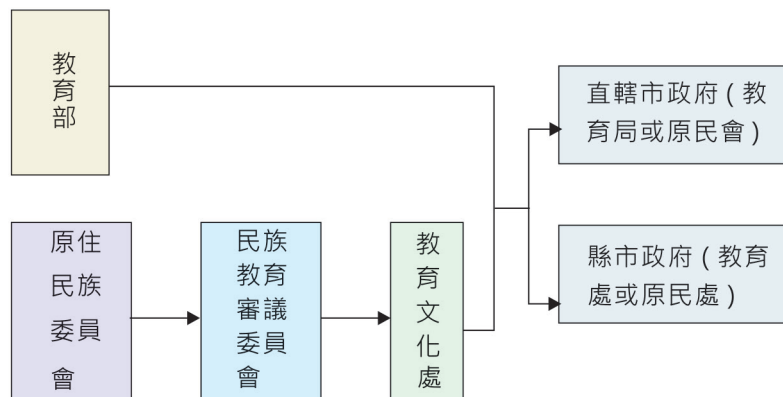 教
育
部
原住
民族
委員
會
民族
教育
審議
委員
會
教
育
文
化
處
直轄市政府 ( 教
育局或原民會 )
縣市政府 ( 教育
處或原民處 )